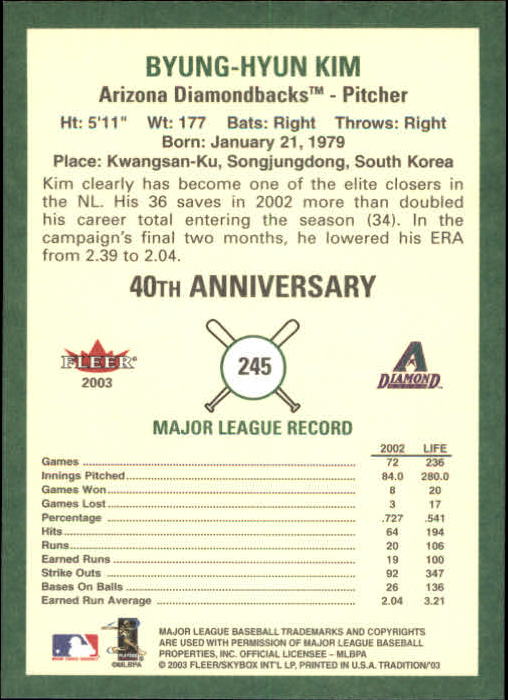 BYUNG-HYUN KIM
Arizona Diamondbacks™ - Pitcher
Ht: 5'11" Wt: 177 Bats: Right Throws: Right
Born: January 21, 1979
Place: Kwangsan-Ku, Songjungdong, South Korea
Kim clearly has become one of the elite closers in
the NL. His 36 saves in 2002 more than doubled
his career total entering the season (34). In the
campaign's final two months, he lowered his ERA
from 2.39 to 2.04.
40TH ANNIVERSARY
FLEER®
2003
245
A
DIAMOND
MAJOR LEAGUE RECORD
2002 LIFE
Games 72 236
Innings Pitched 84.0 280.0
Games Won 8 20
Games Lost 3 17
Percentage .727 .541
Hits 64 194
Runs 20 106
Earned Runs 19 100
Strike Outs 92 347
Bases On Balls 26 136
Earned Run Average 2.04 3.21
PLAYERS
©MLBPA
MAJOR LEAGUE BASEBALL TRADEMARKS AND COPYRIGHTS
ARE USED WITH PERMISSION OF MAJOR LEAGUE BASEBALL
PROPERTIES, INC. OFFICIAL LICENSEE - MLBPA
© 2003 FLEER/SKYBOX INT'L LP, PRINTED IN U.S.A. TRADITION/'03